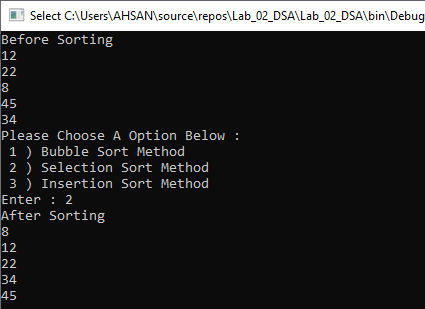 Select C:\Users\AHSAN\source\repos\Lab_02_DSA\Lab_02_DSA\bin\Debug
Before Sorting
12
22
8
45
34
Please Choose A Option Below :
 1 ) Bubble Sort Method
 2 ) Selection Sort Method
 3 ) Insertion Sort Method
Enter : 2
After Sorting
8
12
22
34
45